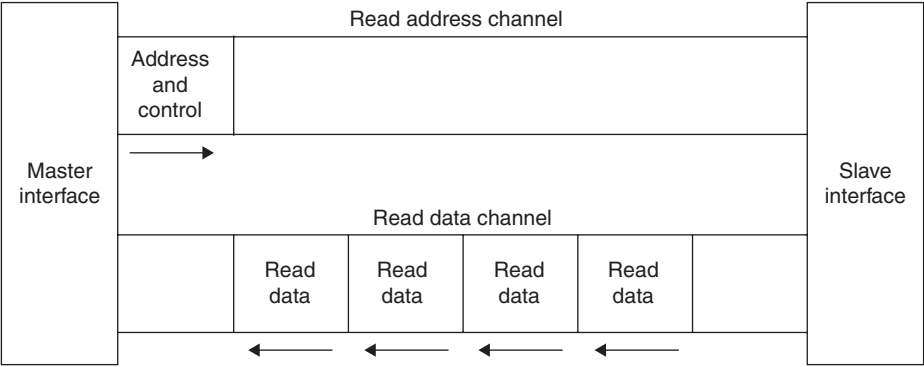 Read address channel
Address
and
control
Master
interface
Slave
interface
Read data channel
Read
data
Read
data
Read
data
Read
data